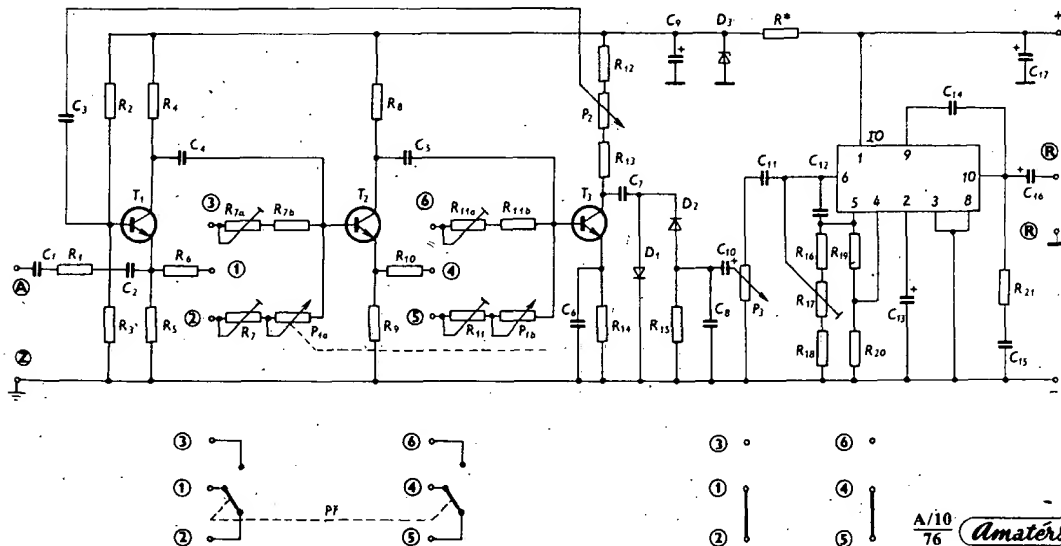 C9 D3 R* +
R12 C17
C3 R2 R4 R8 P2 C14
IO
1 9
C4 C5 R13 C11 C12 6 10 R
T1 3 R7a R7b T2 6 R11a R11b T3 C7 D2 5 4 2 3 8 C16
C1 R1 C2 R6 1 R10 4 D1 C10 R16 R19 R
A 2 5 R17 P3 R21
R3 R5 R7 P1a R9 R11 P1b C6 R14 R15 C8 C13
Z R18 R20 C15
3 6 3 6
1 4 1 4
Př
2 5 2 5
A/10
76
Amatér